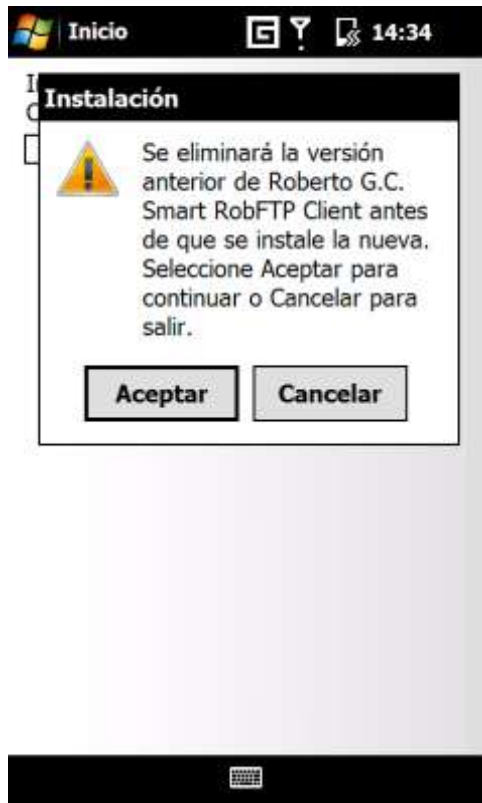 Inicio
14:34
Instalación
Se eliminará la versión
anterior de Roberto G.C.
Smart RobFTP Client antes
de que se instale la nueva.
Seleccione Aceptar para
continuar o Cancelar para
salir.
Aceptar Cancelar